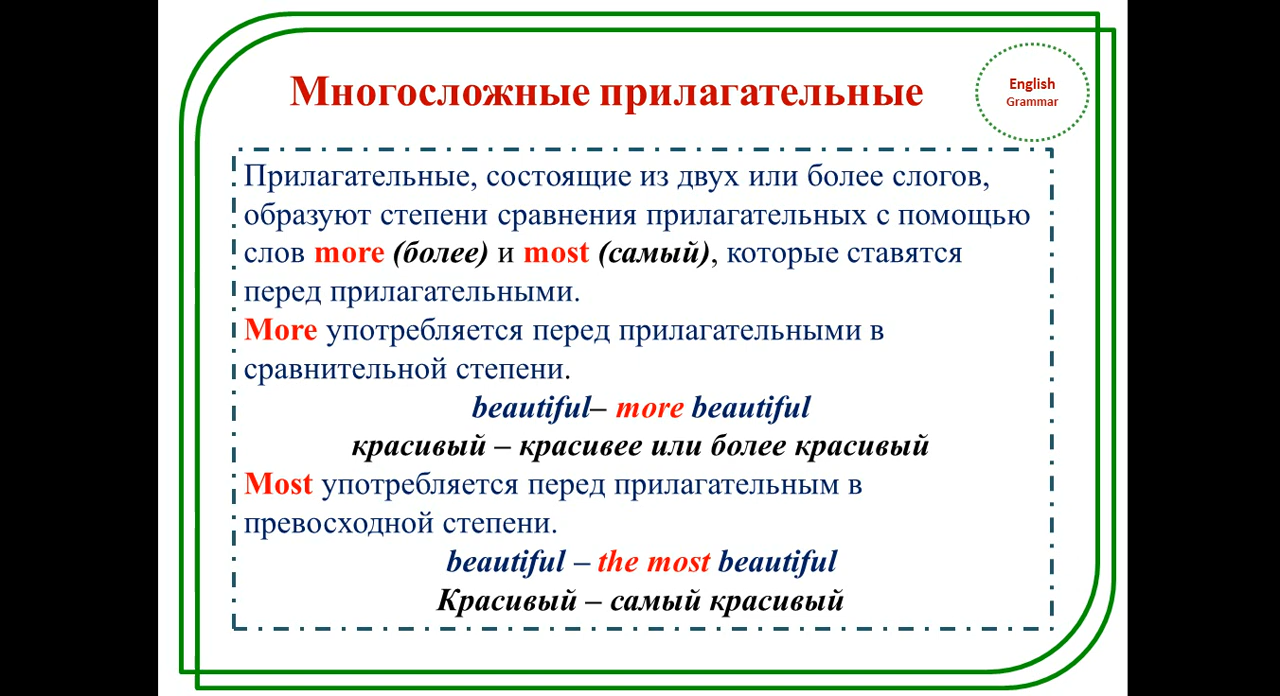 Многосложные прилагательные
English
Grammar
Прилагательные, состоящие из двух или более слогов,
образуют степени сравнения прилагательных с помощью
слов more (более) и most (самый), которые ставятся
перед прилагательными.
More употребляется перед прилагательными в
сравнительной степени.
beautiful– more beautiful
красивый – красивее или более красивый
Most употребляется перед прилагательным в
превосходной степени.
beautiful – the most beautiful
Красивый – самый красивый